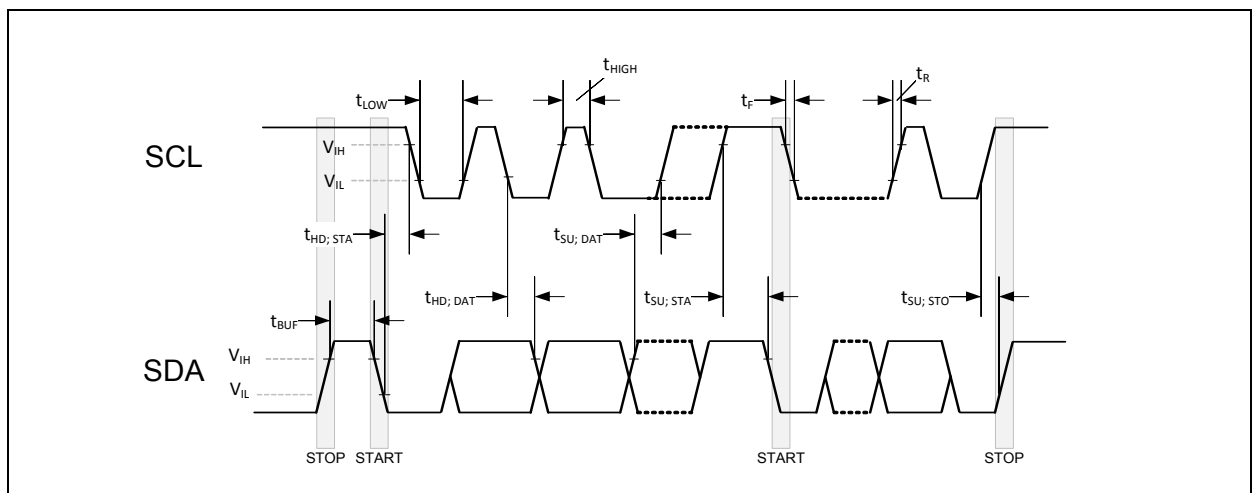 tHIGH
tR
tLOW
tF
SCL
VIH
VIL
tHD; STA
tSU; DAT
tHD; DAT
tSU; STA
tSU; STO
tBUF
VIH
SDA
VIL
STOP START START STOP